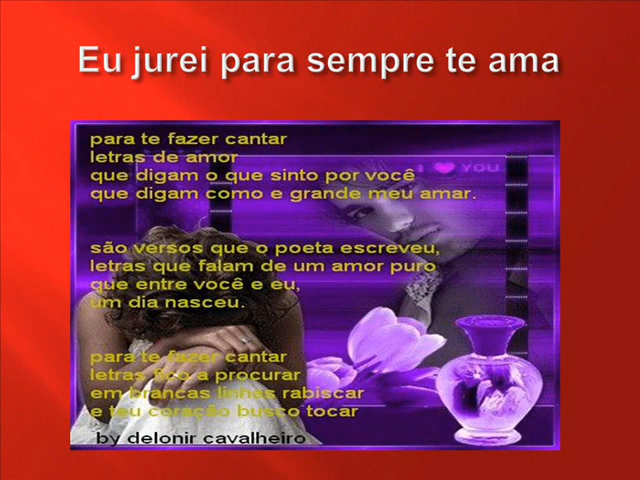 Eu jurei para sempre te ama
para te fazer cantar
letras de amor
que digam o que sinto por você
I YOU
que digam como e grande meu amar.
são versos que o poeta escreveu,
letras que falam de um amor puro
que entre você e eu,
um dia nasceu.
para te fazer cantar
letras fico a procurar
em brancas linhas rabiscar
e teu coração busco tocar
by delonir cavalheiro